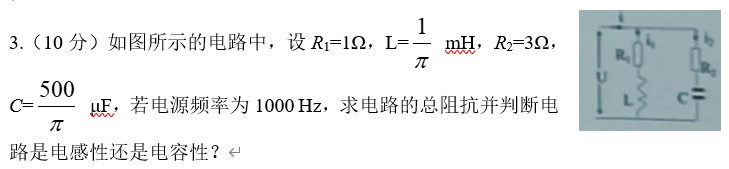 3.（10 分）如图所示的电路中，设 R₁=1Ω，L=1/π mH，R₂=3Ω，
C=500/π μF，若电源频率为 1000 Hz，求电路的总阻抗并判断电
路是电感性还是电容性？↵
i
i₁
i₂
R₁
R₂
U
L
C